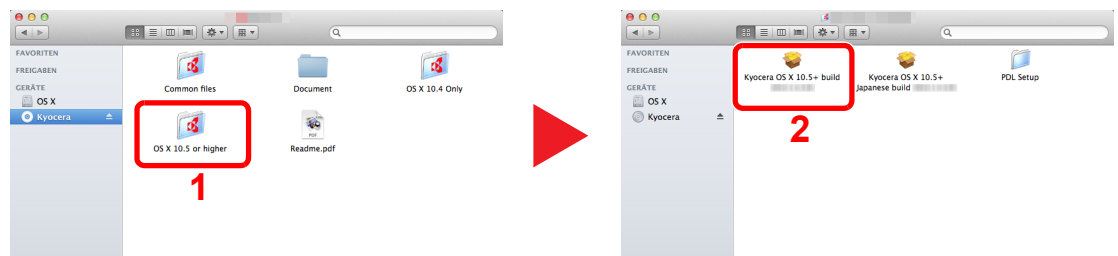 FAVORITEN
FREIGABEN
GERÄTE
OS X
Kyocera
Common files
Document
OS X 10.4 Only
OS X 10.5 or higher
PDF
Readme.pdf
1
FAVORITEN
FREIGABEN
GERÄTE
OS X
Kyocera
Kyocera OS X 10.5+ build
Kyocera OS X 10.5+
Japanese build
PDL Setup
2